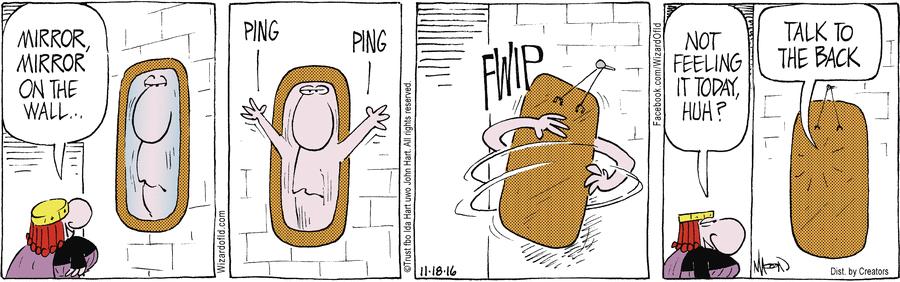 MIRROR,
MIRROR
ON THE
WALL...
Wizardofid.com
PING
PING
©Trust fbo Ida Hart uwo John Hart. All rights reserved.
FWIP
11-18-16
Facebook.com/WizardOfId
NOT
FEELING
IT TODAY,
HUH?
TALK TO
THE BACK
Dist. by Creators